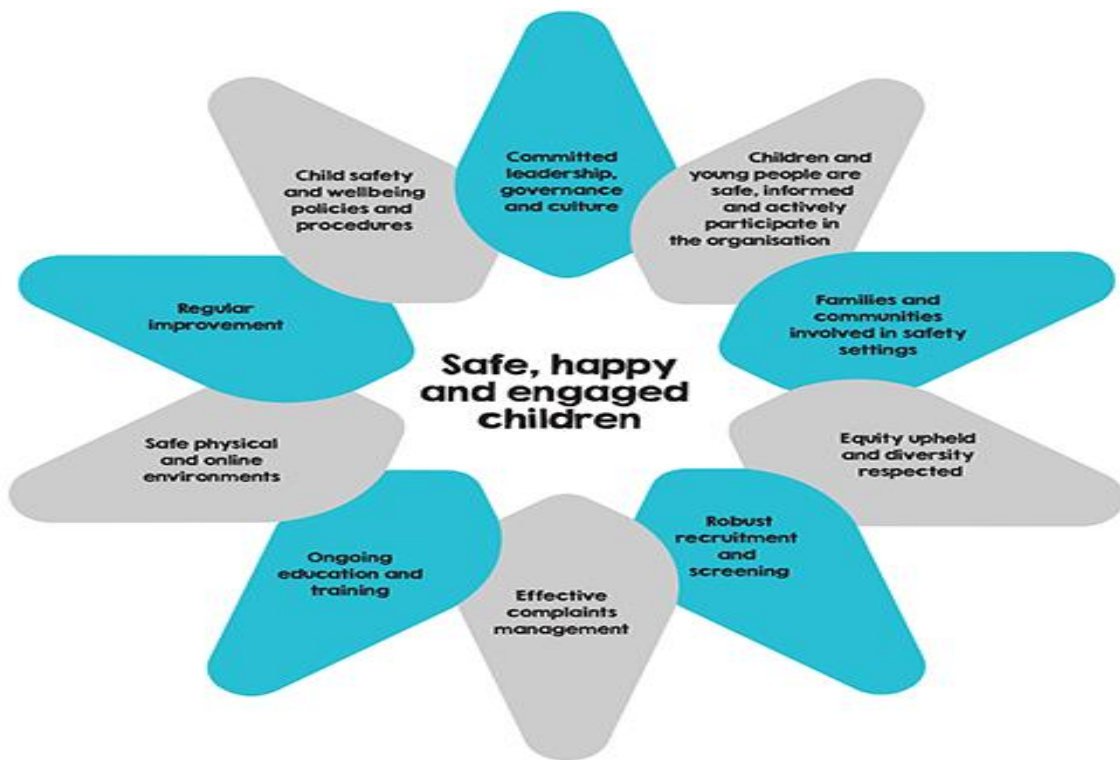 Committed
leadership,
governance
and culture
Children and
young people are
safe, informed
and actively
participate in
the organisation
Families and
communities
involved in safety
settings
Equity upheld
and diversity
respected
Robust
recruitment
and
screening
Effective
complaints
management
Ongoing
education and
training
Safe physical
and online
environments
Regular
improvement
Child safety
and wellbeing
policies and
procedures
Safe, happy
and engaged
children